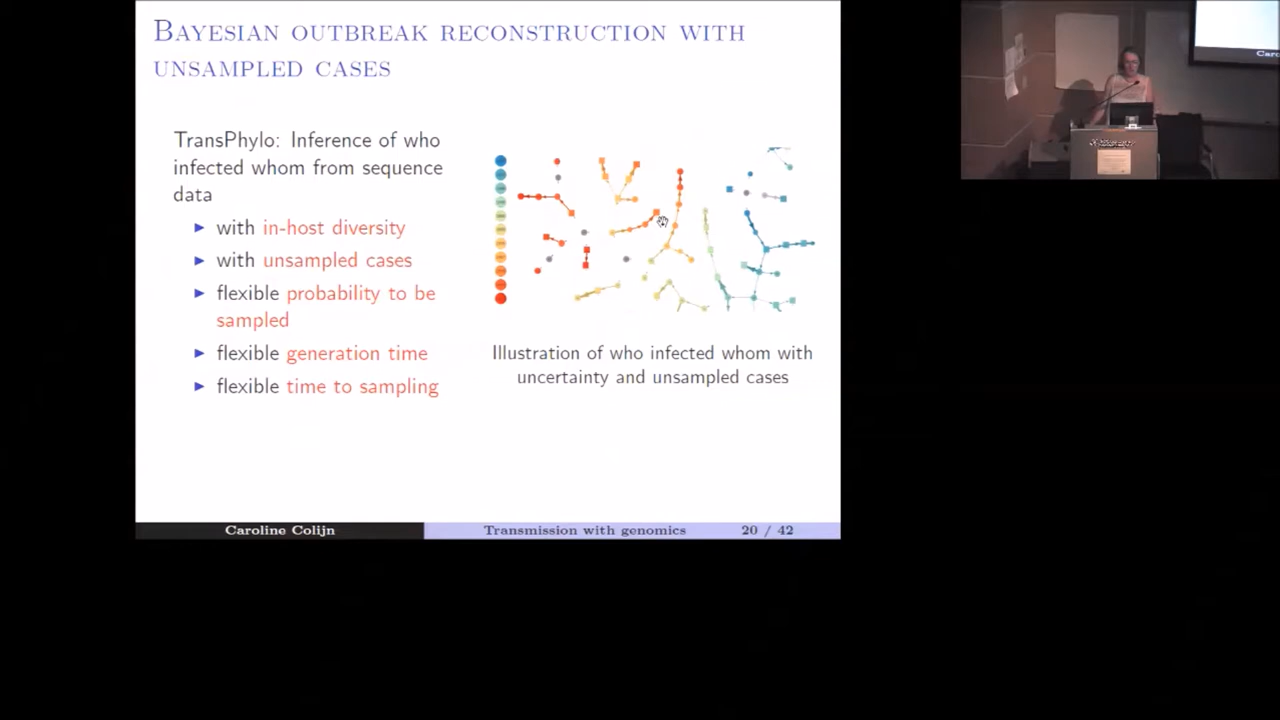 BAYESIAN OUTBREAK RECONSTRUCTION WITH
UNSAMPLED CASES
TransPhylo: Inference of who
infected whom from sequence
data
with in-host diversity
with unsampled cases
flexible probability to be
sampled
flexible generation time
flexible time to sampling
Illustration of who infected whom with
uncertainty and unsampled cases
Caroline Colijn
Transmission with genomics
20 / 42
Caro